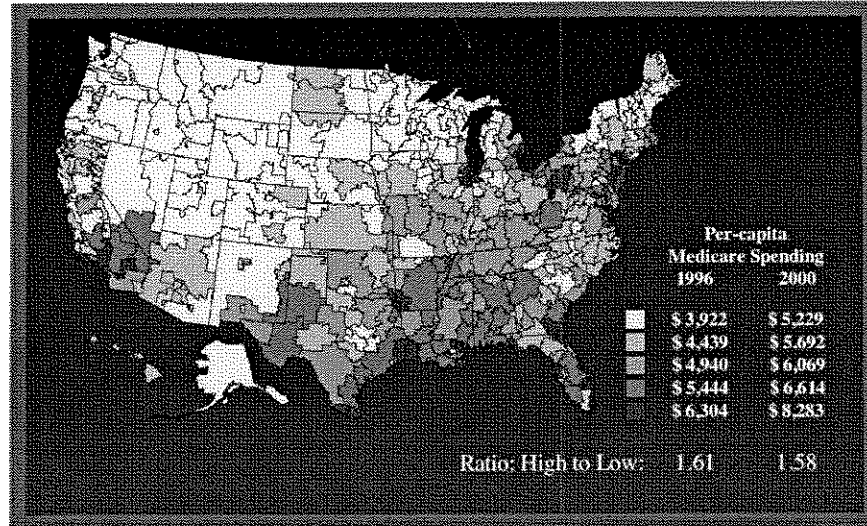 Per-capita
Medicare Spending
1996 2000
$ 3,922 $ 5,229
$ 4,439 $ 5,692
$ 4,940 $ 6,069
$ 5,444 $ 6,614
$ 6,304 $ 8,283
Ratio: High to Low: 1.61 1.58